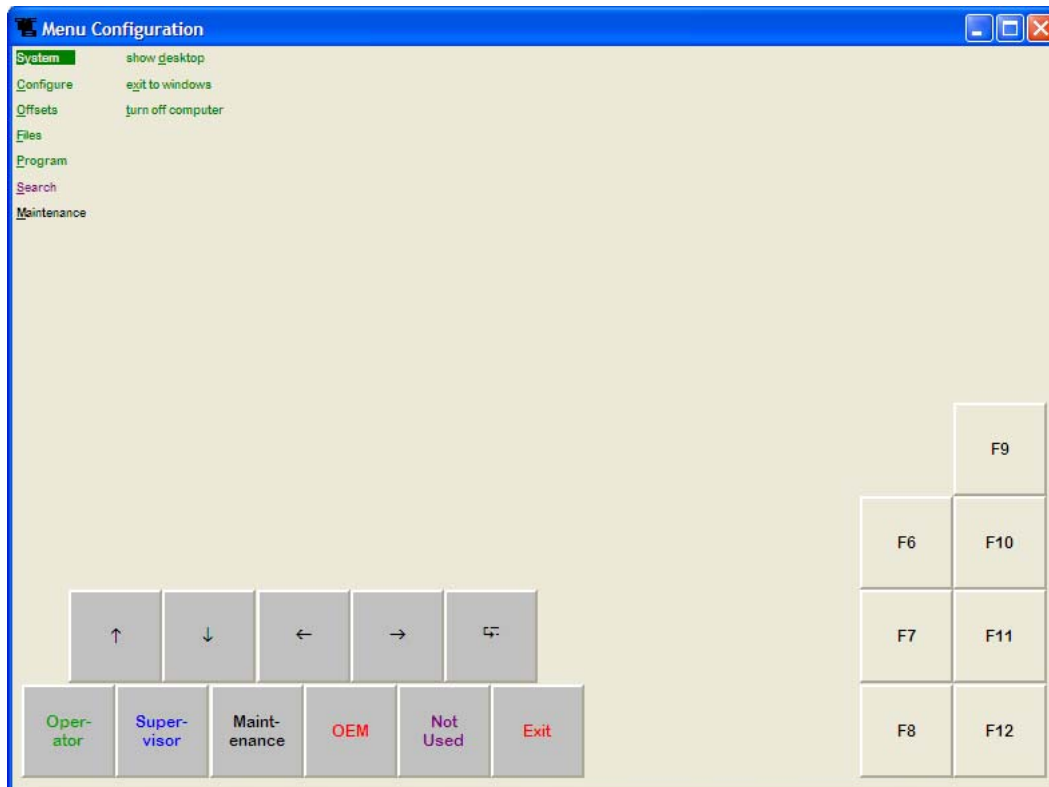 Menu Configuration
System show desktop
Configure exit to windows
Offsets turn off computer
Files
Program
Search
Maintenance
F9
F6 F10
↑ ↓ ← → F7 F11
Oper-
ator
Super-
visor
Maint-
enance
OEM
Not
Used
Exit
F8
F12